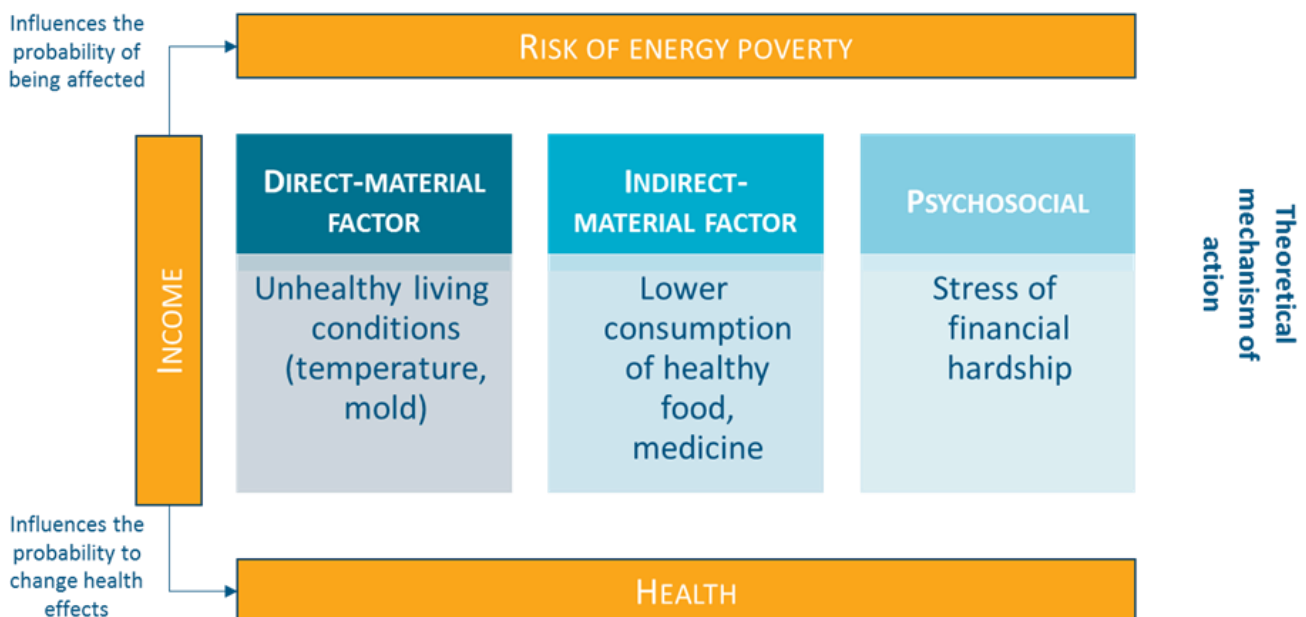 Influences the
probability of
being affected
RISK OF ENERGY POVERTY
INCOME
DIRECT-MATERIAL
FACTOR
Unhealthy living
conditions
(temperature,
mold)
INDIRECT-
MATERIAL FACTOR
Lower
consumption
of healthy
food,
medicine
PSYCHOSOCIAL
Stress of
financial
hardship
Theoretical
mechanism of
action
Influences the
probability to
change health
effects
HEALTH